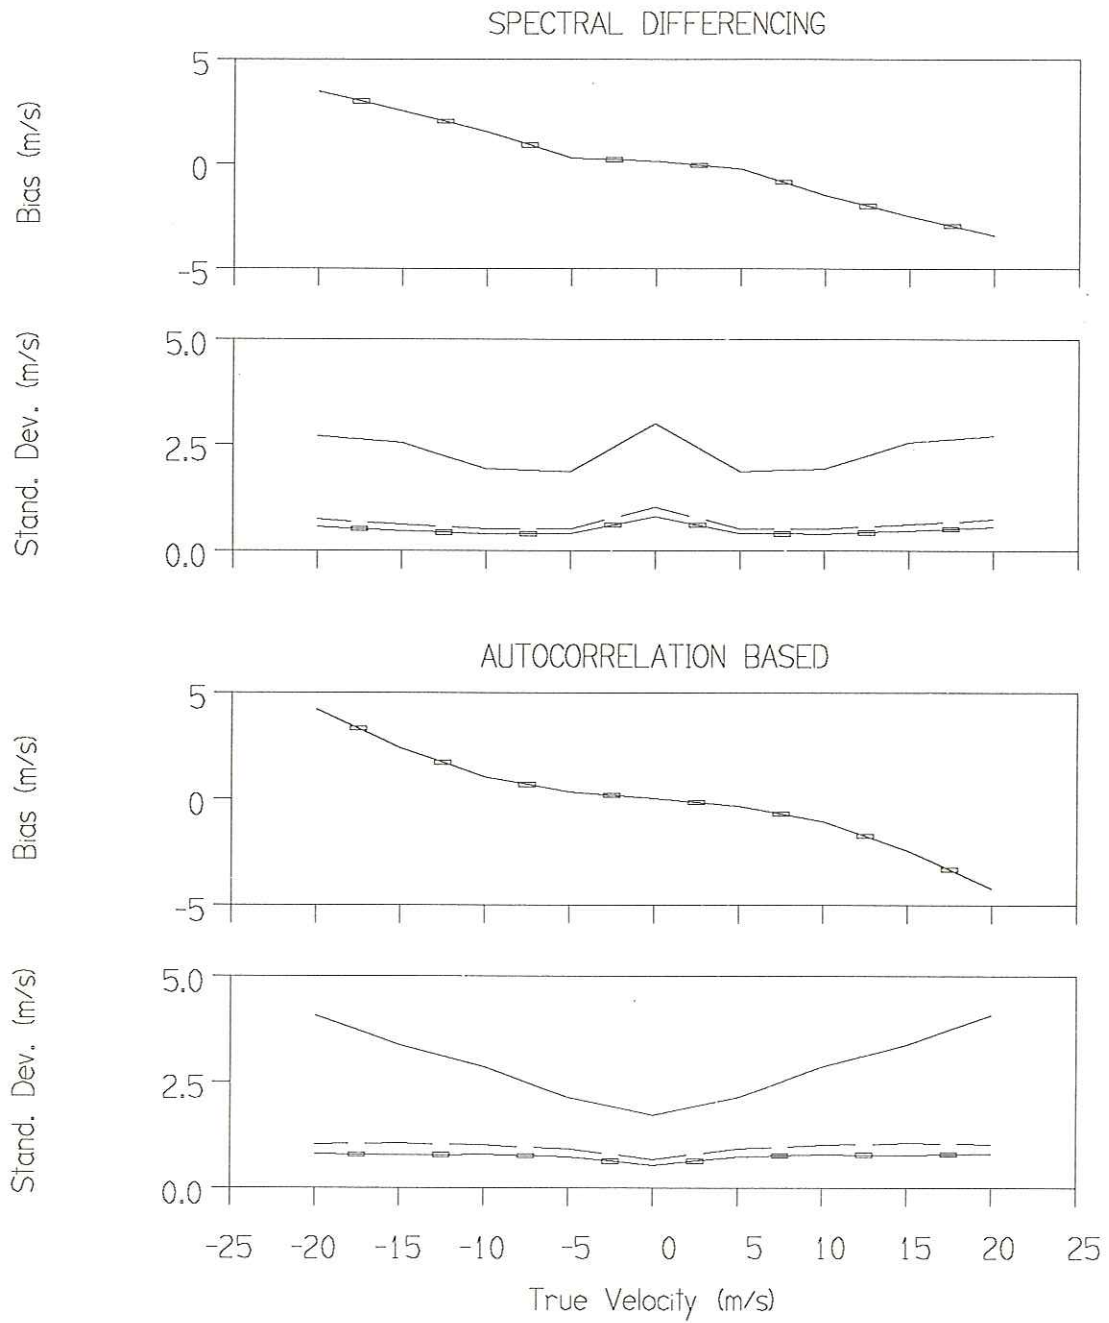 SPECTRAL DIFFERENCING
Bias (m/s)
5
0
-5
Stand. Dev. (m/s)
5.0
2.5
0.0
AUTOCORRELATION BASED
Bias (m/s)
5
0
-5
Stand. Dev. (m/s)
5.0
2.5
0.0
-25 -20 -15 -10 -5 0 5 10 15 20 25
True Velocity (m/s)